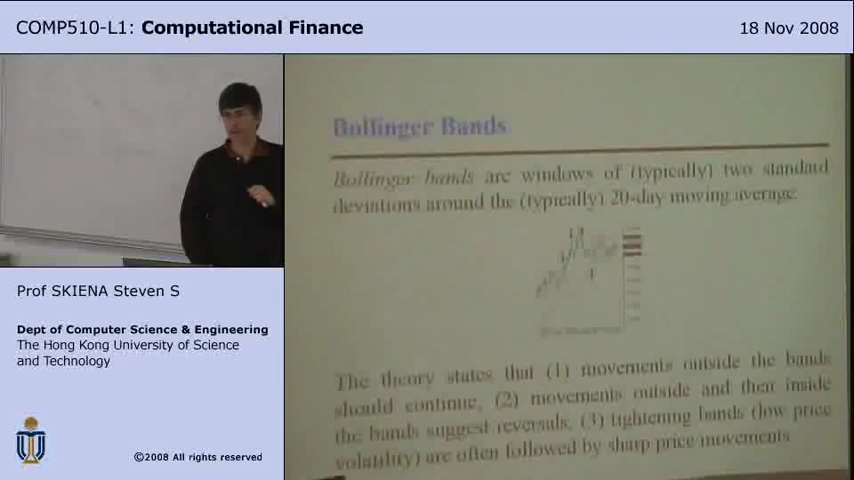 COMP510-L1: Computational Finance
18 Nov 2008
Bollinger Bands
Bollinger bands are windows of (typically) two standard
deviations around the (typically) 20-day moving average.
The theory states that (1) movements outside the bands
should continue, (2) movements outside and then inside
the bands suggest reversals, (3) tightening bands (low price
volatility) are often followed by sharp price movements.
Prof SKIENA Steven S
Dept of Computer Science & Engineering
The Hong Kong University of Science
and Technology
©2008 All rights reserved